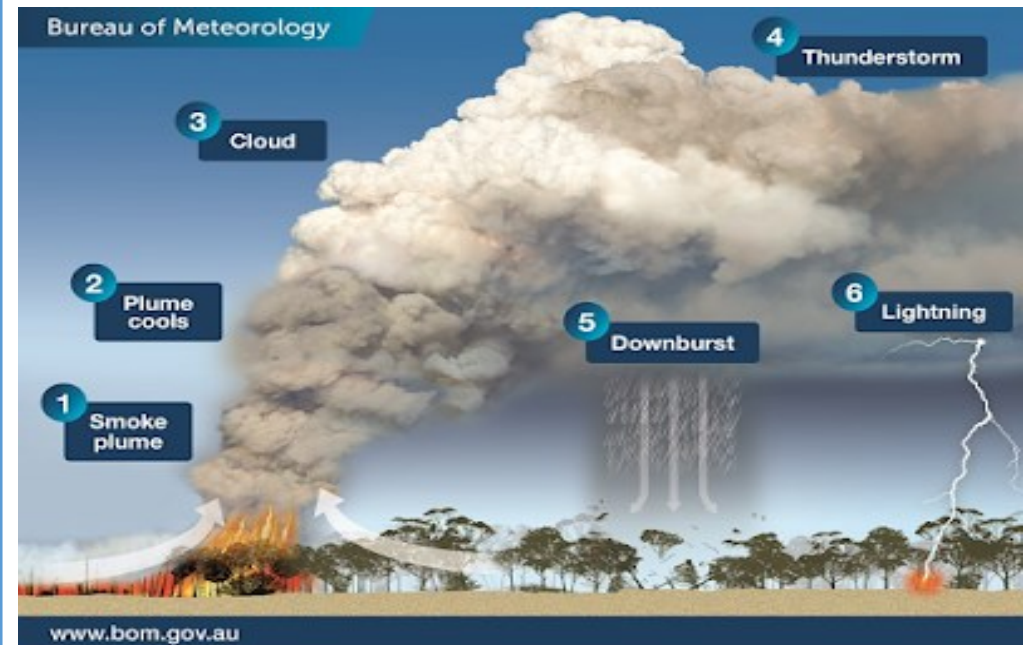 Bureau of Meteorology
4
Thunderstorm
3
Cloud
2
Plume
cools
6
Lightning
5
Downburst
1
Smoke
plume
www.bom.gov.au